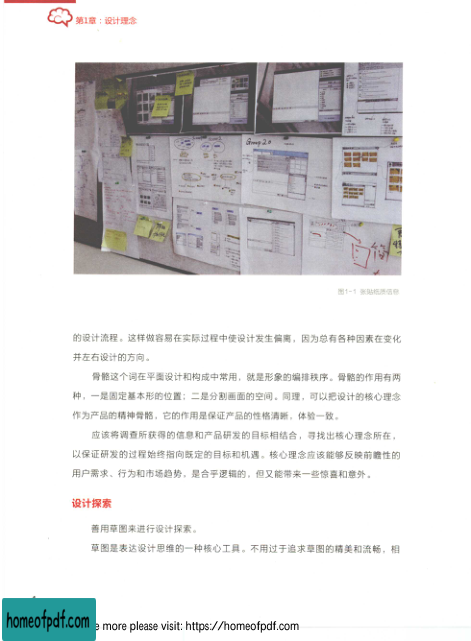 第1章：设计理念
Group 2.0
图1-1 张贴纸质信息
的设计流程。这样做容易在实际过程中使设计发生偏离，因为总有各种因素在变化
并左右设计的方向。
骨骼这个词在平面设计和构成中常用，就是形象的编排秩序。骨骼的作用有两
种，一是固定基本形的位置；二是分割画面的空间。同理，可以把设计的核心理念
作为产品的精神骨骼，它的作用是保证产品的性格清晰，体验一致。
应该将调查所获得的信息和产品研发的目标相结合，寻找出核心理念所在，
以保证研发的过程始终指向既定的目标和机遇。核心理念应该能够反映前瞻性的
用户需求、行为和市场趋势，是合乎逻辑的，但又能带来一些惊喜和意外。
设计探索
善用草图来进行设计探索。
草图是表达设计思维的一种核心工具。不用过于追求草图的精美和流畅，相
homeofpdf.com
e more please visit: https://homeofpdf.com